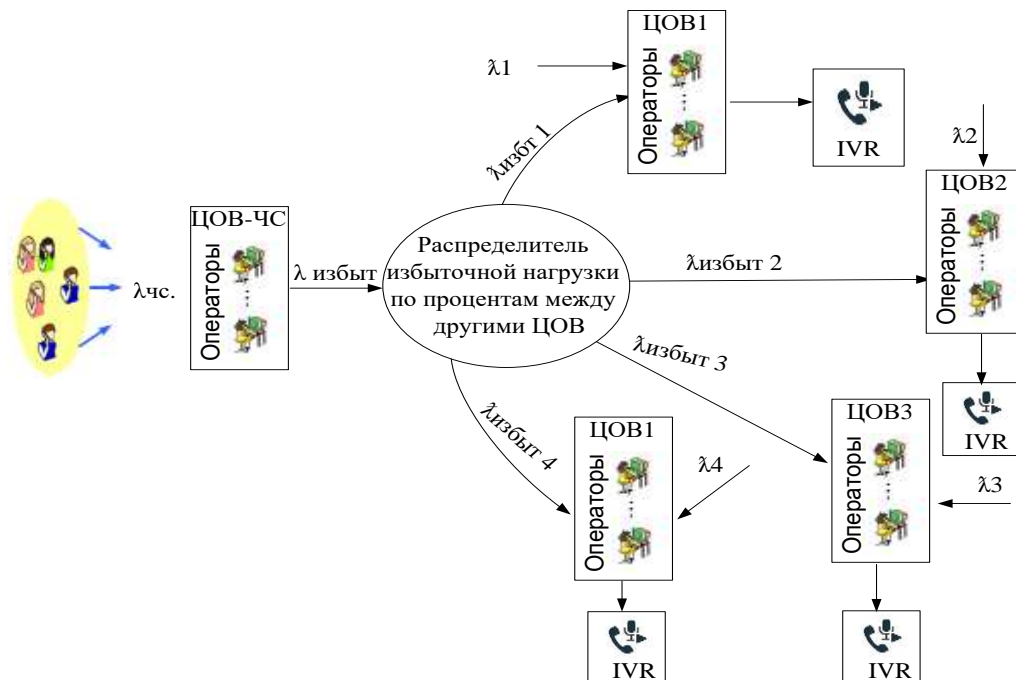 ЦОВ1
Операторы
λ1
λизбт 1
IVR
λ2
ЦОВ2
Операторы
IVR
λчс.
ЦОВ-ЧС
Операторы
λ избыт
Распределитель
избыточной нагрузки
по процентам между
другими ЦОВ
λизбыт 2
λизбыт 3
λизбыт 4
ЦОВ1
Операторы
λ4
IVR
ЦОВ3
Операторы
λ3
IVR